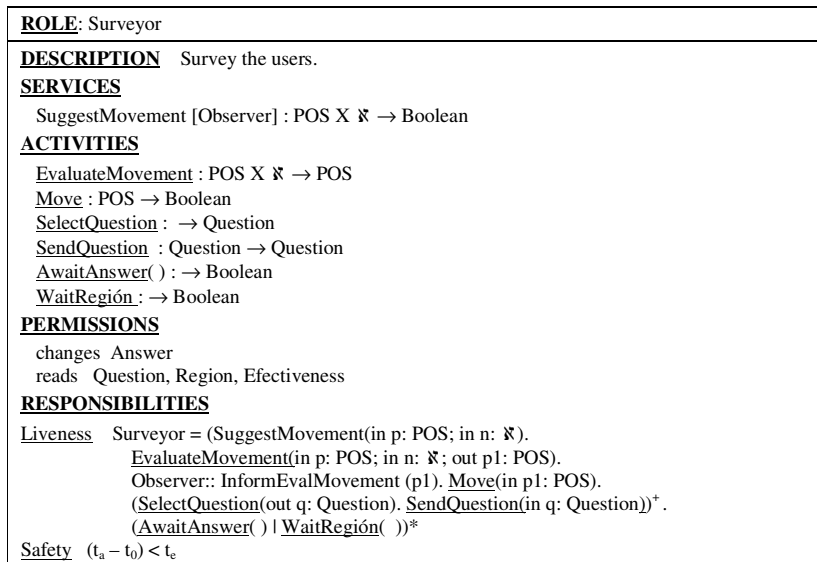 ROLE: Surveyor
DESCRIPTION Survey the users.
SERVICES
SuggestMovement [Observer] : POS X ℵ → Boolean
ACTIVITIES
EvaluateMovement : POS X ℵ → POS
Move : POS → Boolean
SelectQuestion : → Question
SendQuestion : Question → Question
AwaitAnswer( ) : → Boolean
WaitRegión : → Boolean
PERMISSIONS
changes Answer
reads Question, Region, Efectiveness
RESPONSIBILITIES
Liveness Surveyor = (SuggestMovement(in p: POS; in n: ℵ).
EvaluateMovement(in p: POS; in n: ℵ; out p1: POS).
Observer:: InformEvalMovement (p1). Move(in p1: POS).
(SelectQuestion(out q: Question). SendQuestion(in q: Question))⁺.
(AwaitAnswer( ) | WaitRegión( ))*
Safety (tₐ – t₀) < tₑ